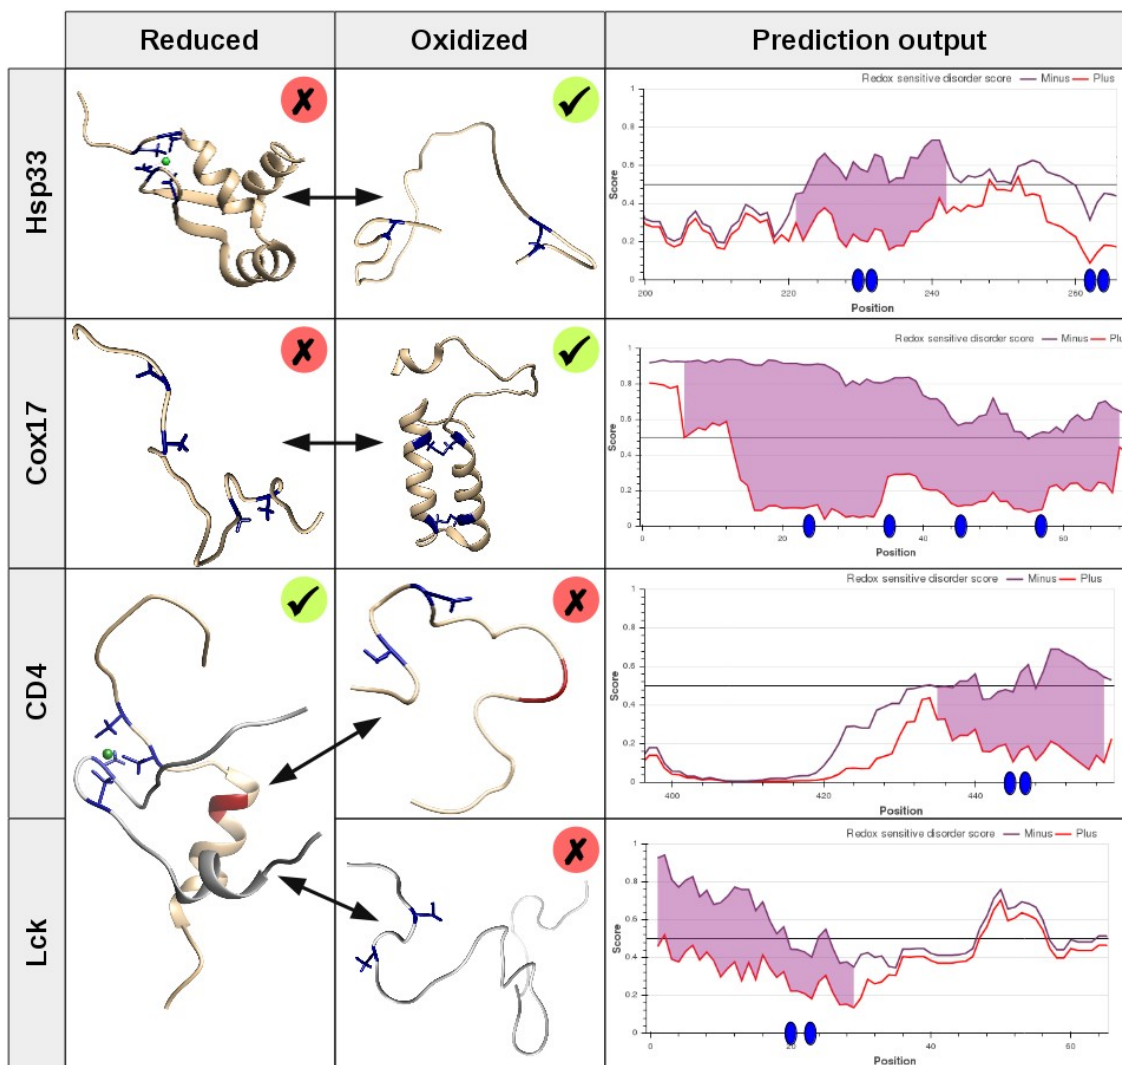 Reduced
Oxidized
Prediction output
Hsp33
Redox sensitive disorder score Minus Plus
1
0.8
0.6
0.4
0.2
0
Score
200
220
240
260
Position
Cox17
Redox sensitive disorder score Minus Plu
1
0.8
0.6
0.4
0.2
0
Score
20
40
60
Position
CD4
Redox sensitive disorder score Minus Plus
1
0.8
0.6
0.4
0.2
0
Score
400
420
440
Position
Lck
Redox sensitive disorder score Minus Plus
1
0.8
0.6
0.4
0.2
0
Score
0
20
40
60
Position